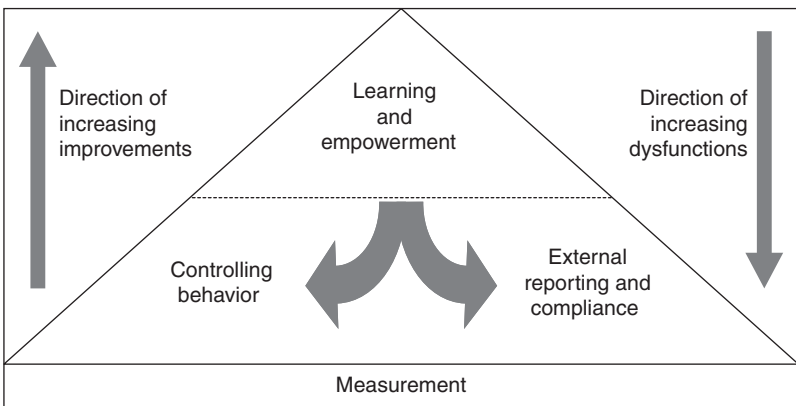 Direction of
increasing
improvements
Learning
and
empowerment
Direction of
increasing
dysfunctions
Controlling
behavior
External
reporting and
compliance
Measurement